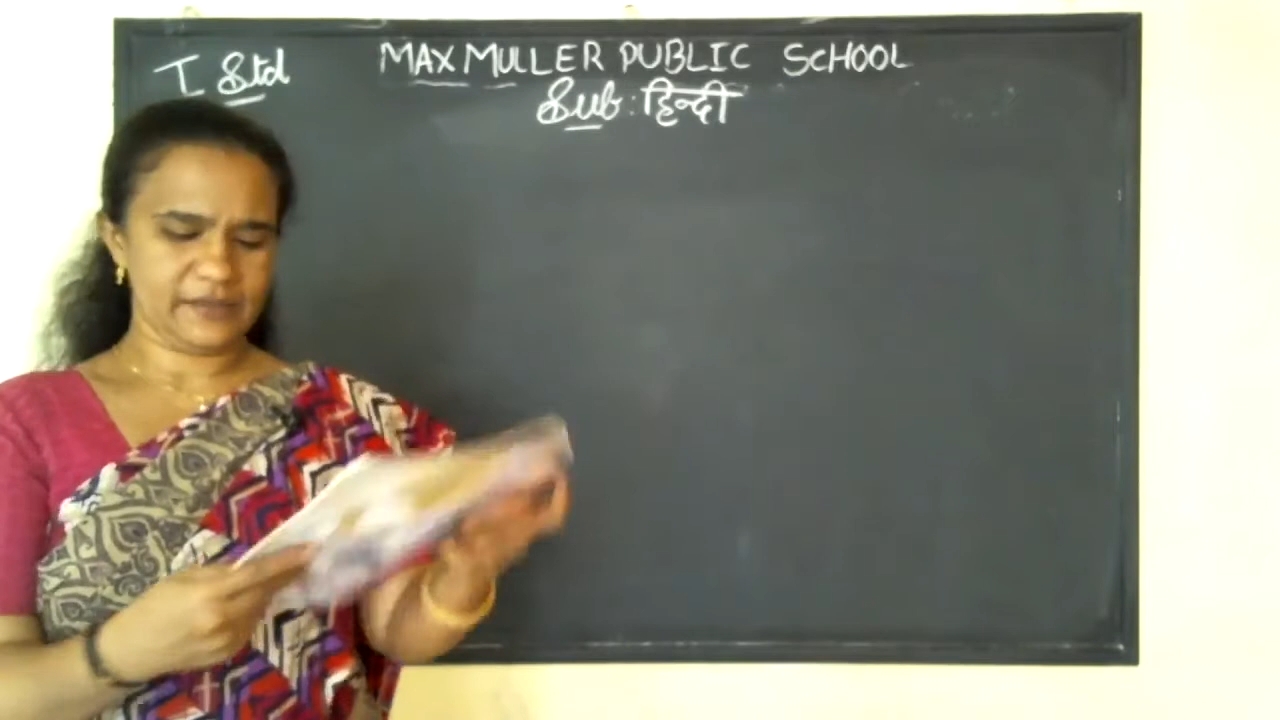 I Std
MAX MULLER PUBLIC SCHOOL
Sub : हिन्दी